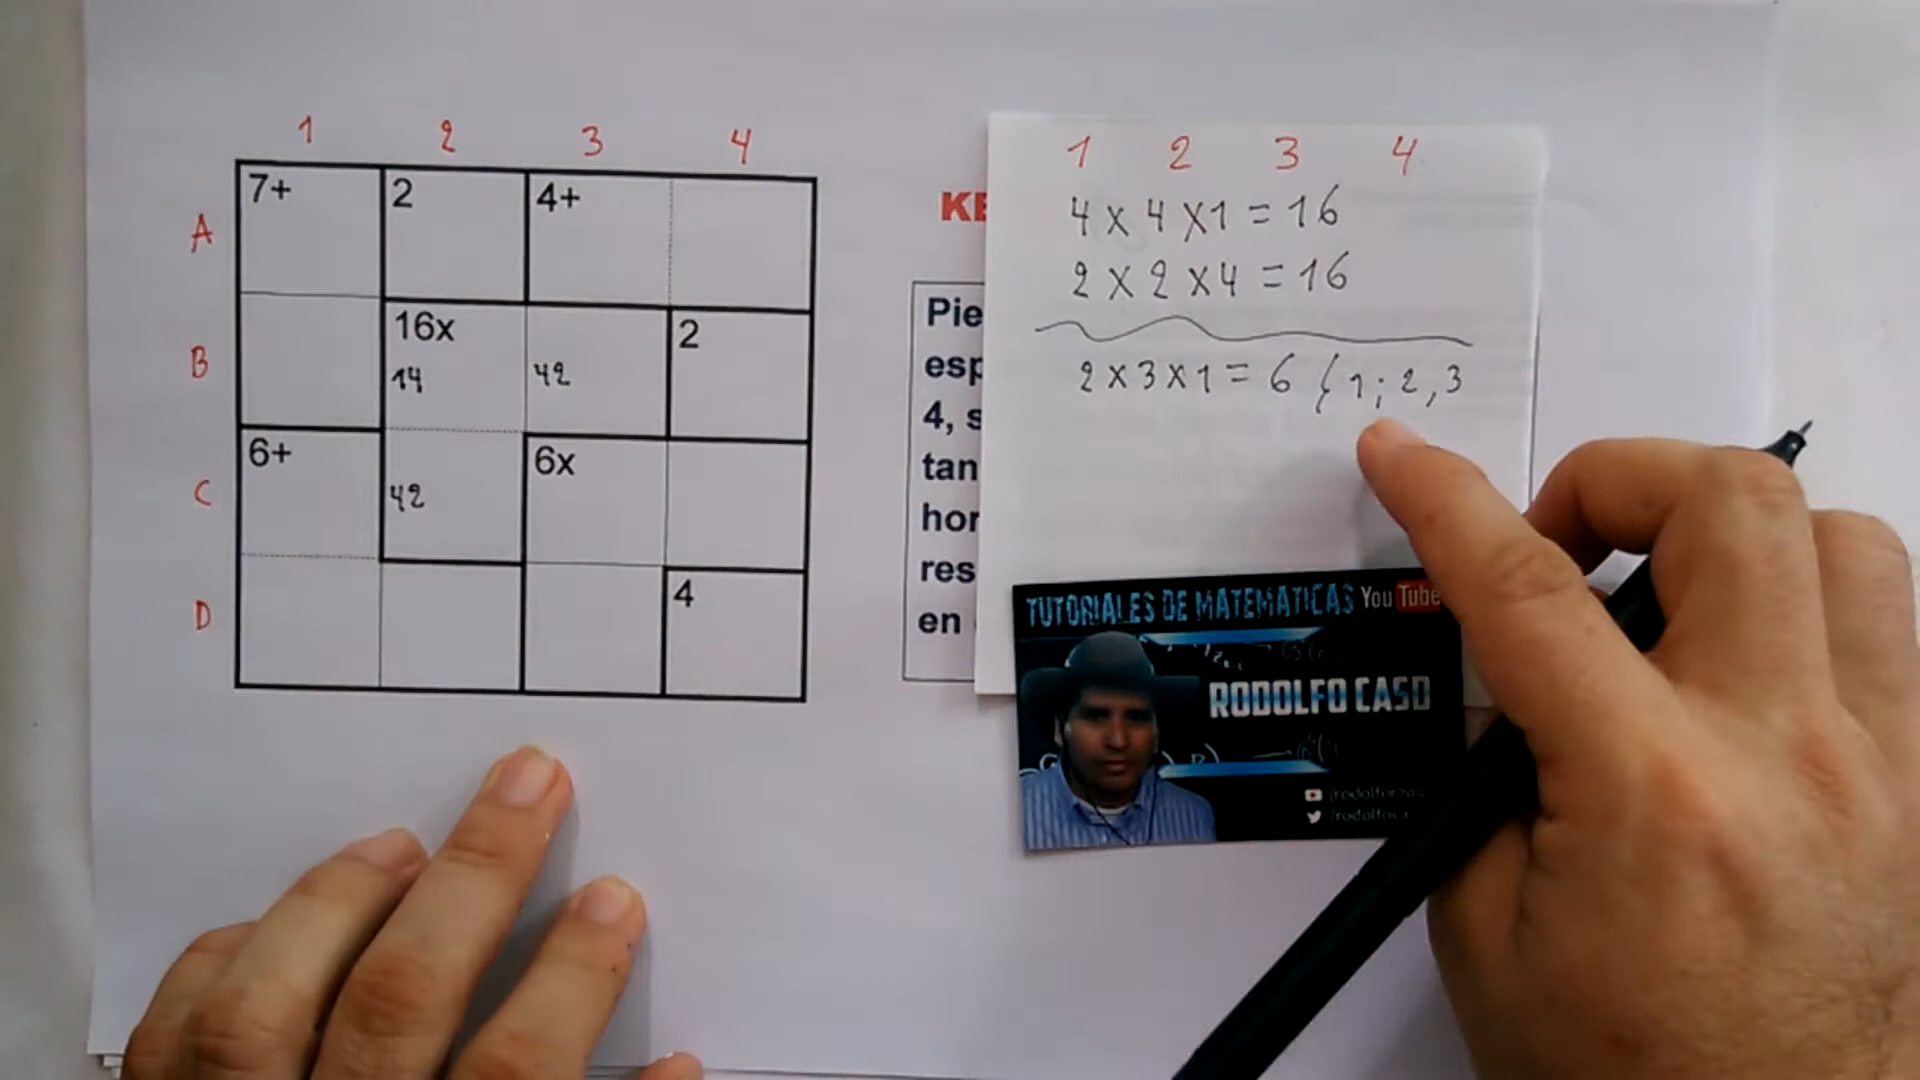 1 2 3 4
7+ 2 4+
A
16x 2
B 14 42
6+ 6x
C 42
4
D
KE
Pie
esp
4, s
tan
hor
res
en
1 2 3 4
4 x 4 x 1 = 16
2 x 2 x 4 = 16
2 x 3 x 1 = 6 ( 1; 2, 3
TUTORIALES DE MATEMATICAS YouTube
RODOLFO CASO